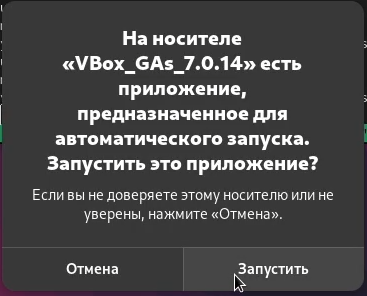 На носителе
«VBox_GAs_7.0.14» есть
приложение,
предназначенное для
автоматического запуска.
Запустить это приложение?
Если вы не доверяете этому носителю или не
уверены, нажмите «Отмена».
Отмена
Запустить